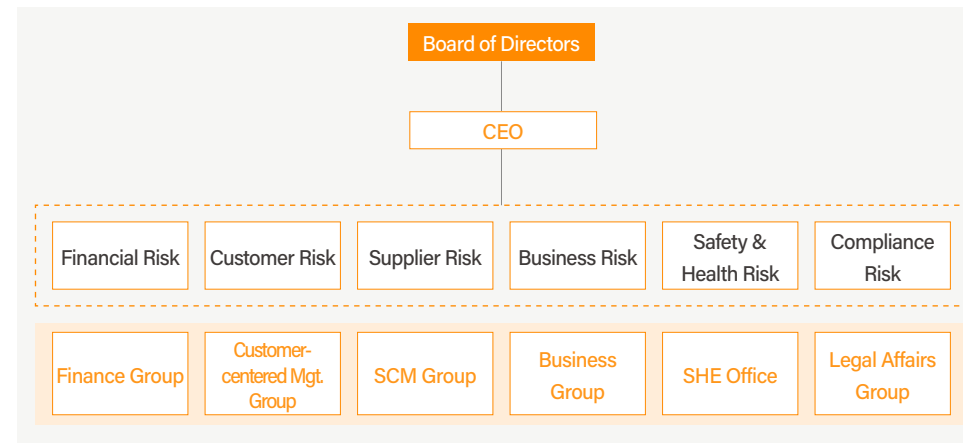 Board of Directors
CEO
Financial Risk
Customer Risk
Supplier Risk
Business Risk
Safety &
Health Risk
Compliance
Risk
Finance Group
Customer-
centered Mgt.
Group
SCM Group
Business
Group
SHE Office
Legal Affairs
Group